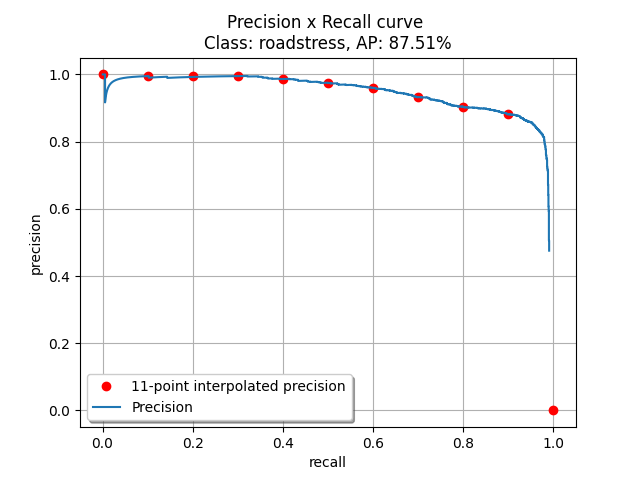 Precision x Recall curve
Class: roadstress, AP: 87.51%
1.0
0.8
0.6
0.4
0.2
0.0
precision
11-point interpolated precision
Precision
0.0 0.2 0.4 0.6 0.8 1.0
recall